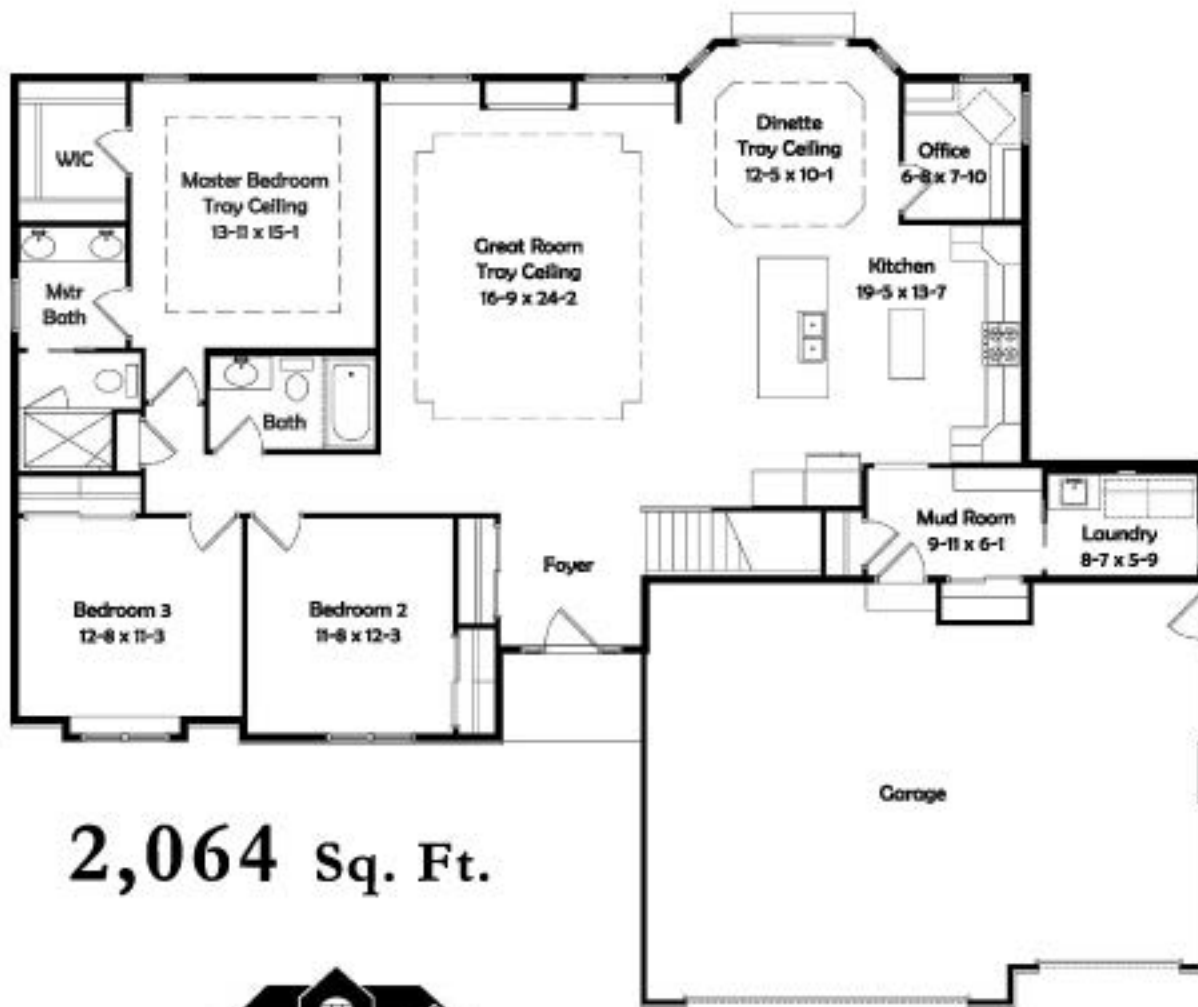 WIC
Master Bedroom
Tray Ceiling
13-11 x 15-1
Great Room
Tray Ceiling
16-9 x 24-2
Dinette
Tray Ceiling
12-5 x 10-1
Office
6-8 x 7-10
Kitchen
19-5 x 13-7
Mstr
Bath
Bath
Mud Room
9-11 x 6-1
Laundry
8-7 x 5-9
Foyer
Bedroom 3
12-8 x 11-3
Bedroom 2
11-8 x 12-3
Garage
2,064 Sq. Ft.